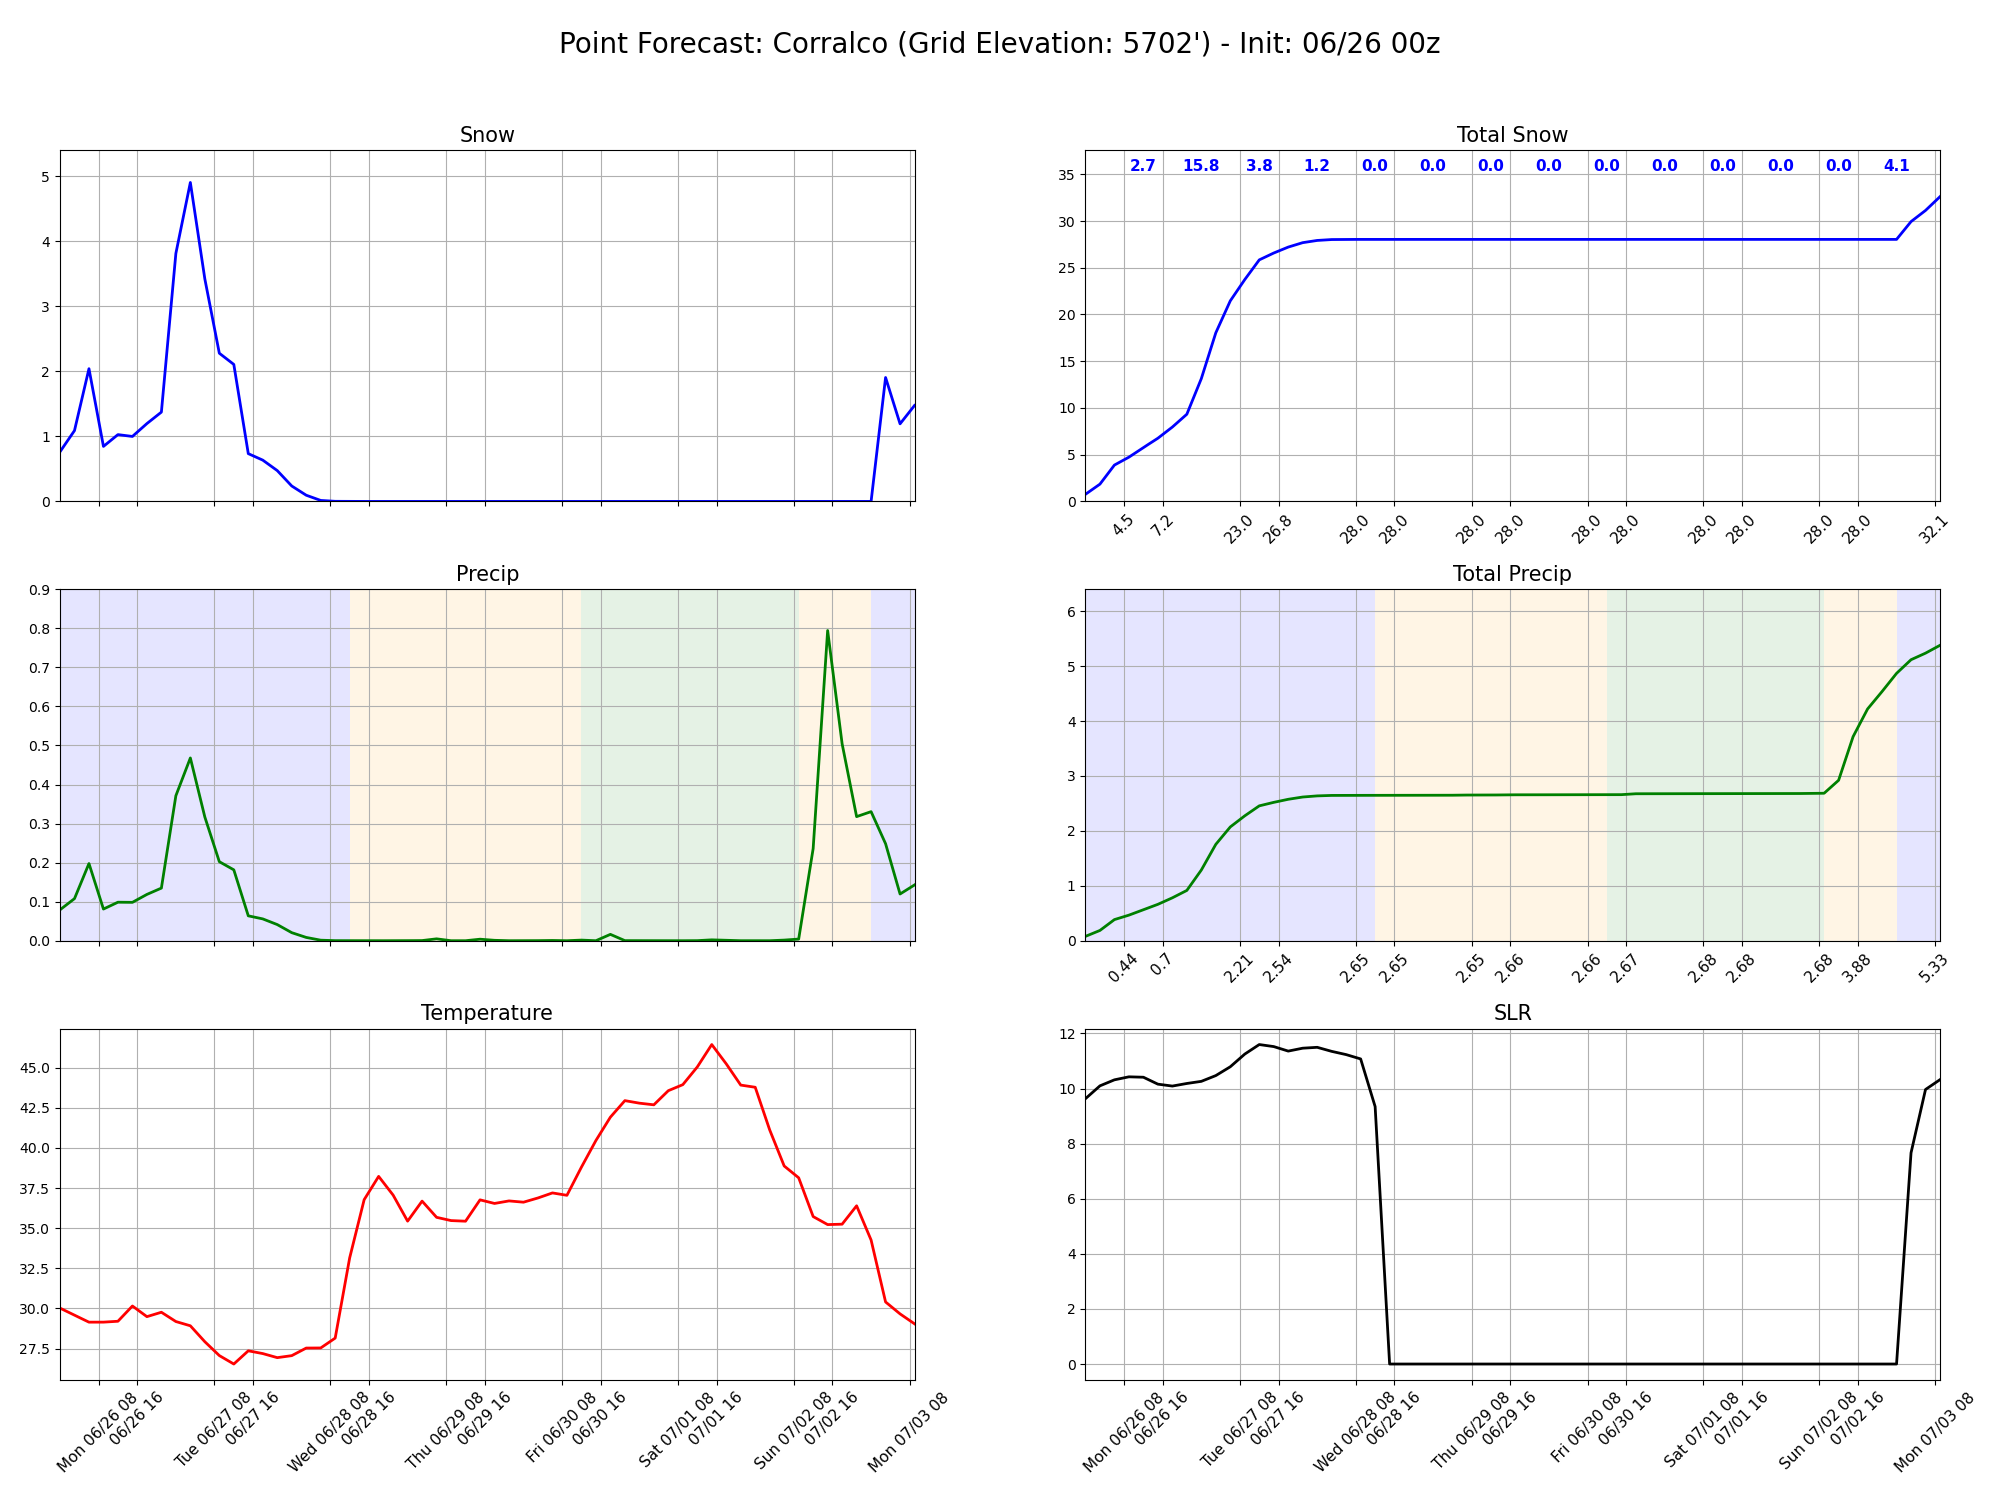 Point Forecast: Corralco (Grid Elevation: 5702') - Init: 06/26 00z
Snow
5
4
3
2
1
0
Total Snow
2.7 15.8 3.8 1.2 0.0 0.0 0.0 0.0 0.0 0.0 0.0 0.0 0.0 4.1
35
30
25
20
15
10
5
0
4.5 7.2 23.0 26.8 28.0 28.0 28.0 28.0 28.0 28.0 28.0 28.0 28.0 28.0 32.1
Precip
0.9
0.8
0.7
0.6
0.5
0.4
0.3
0.2
0.1
0.0
Total Precip
6
5
4
3
2
1
0
0.44 0.7 2.21 2.54 2.65 2.65 2.65 2.66 2.66 2.67 2.68 2.68 2.68 3.88 5.33
Temperature
45.0
42.5
40.0
37.5
35.0
32.5
30.0
27.5
Mon 06/26 08
06/26 16
Tue 06/27 08
06/27 16
Wed 06/28 08
06/28 16
Thu 06/29 08
06/29 16
Fri 06/30 08
06/30 16
Sat 07/01 08
07/01 16
Sun 07/02 08
07/02 16
Mon 07/03 08
SLR
12
10
8
6
4
2
0
Mon 06/26 08
06/26 16
Tue 06/27 08
06/27 16
Wed 06/28 08
06/28 16
Thu 06/29 08
06/29 16
Fri 06/30 08
06/30 16
Sat 07/01 08
07/01 16
Sun 07/02 08
07/02 16
Mon 07/03 08